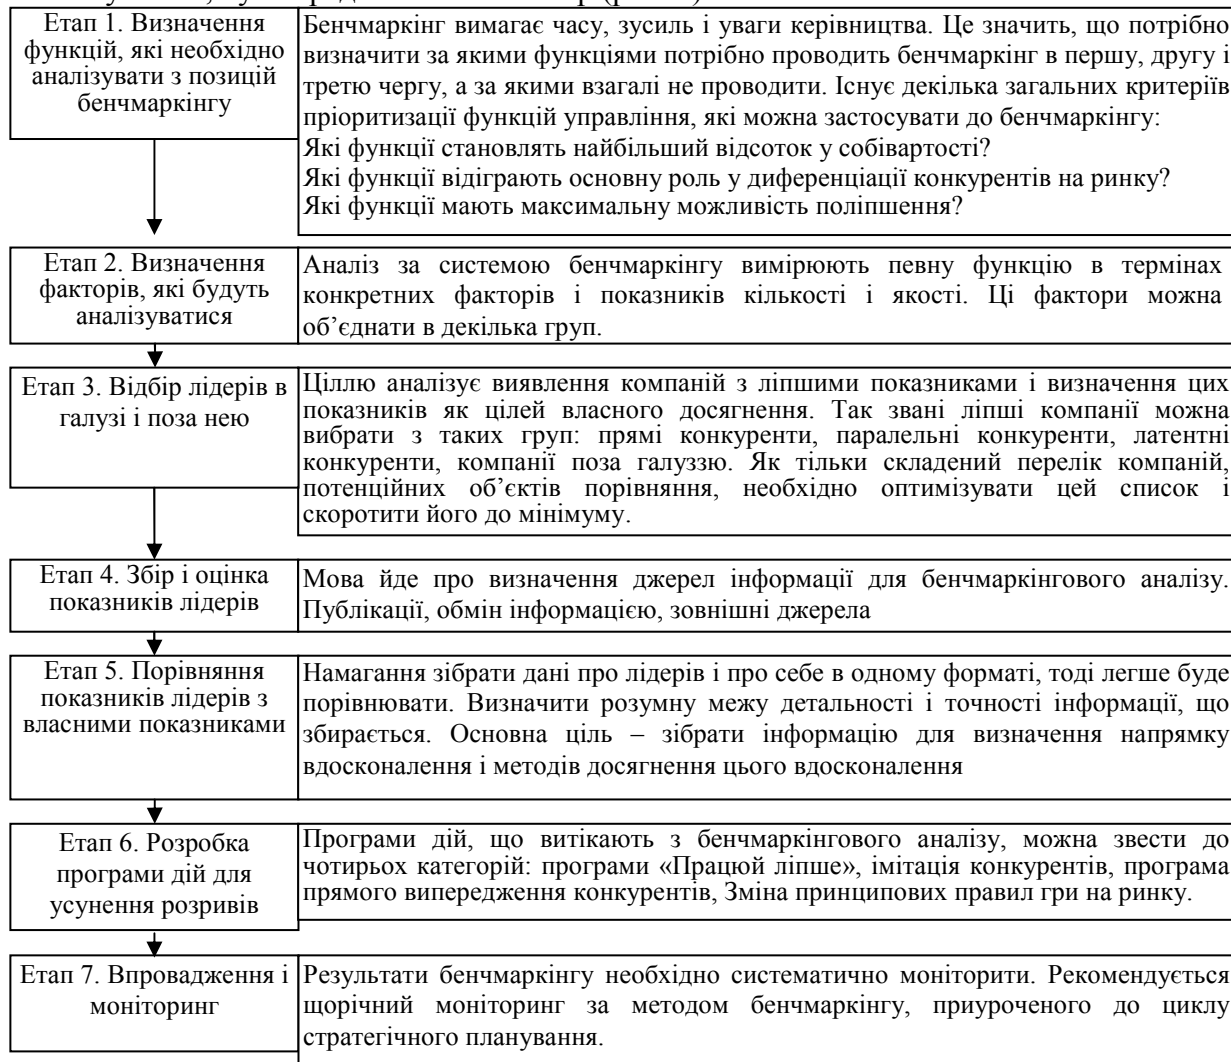 Етап 1. Визначення
функцій, які необхідно
аналізувати з позицій
бенчмаркінгу
Бенчмаркінг вимагає часу, зусиль і уваги керівництва. Це значить, що потрібно
визначити за якими функціями потрібно проводить бенчмаркінг в першу, другу і
третю чергу, а за якими взагалі не проводити. Існує декілька загальних критеріїв
пріоритизації функцій управління, які можна застосувати до бенчмаркінгу:
Які функції становлять найбільший відсоток у собівартості?
Які функції відіграють основну роль у диференціації конкурентів на ринку?
Які функції мають максимальну можливість поліпшення?
Етап 2. Визначення
факторів, які будуть
аналізуватися
Аналіз за системою бенчмаркінгу вимірюють певну функцію в термінах
конкретних факторів і показників кількості і якості. Ці фактори можна
об’єднати в декілька груп.
Етап 3. Відбір лідерів в
галузі і поза нею
Ціллю аналізує виявлення компаній з ліпшими показниками і визначення цих
показників як цілей власного досягнення. Так звані ліпші компанії можна
вибрати з таких груп: прямі конкуренти, паралельні конкуренти, латентні
конкуренти, компанії поза галуззю. Як тільки складений перелік компаній,
потенційних об’єктів порівняння, необхідно оптимізувати цей список і
скоротити його до мінімуму.
Етап 4. Збір і оцінка
показників лідерів
Мова йде про визначення джерел інформації для бенчмаркінгового аналізу.
Публікації, обмін інформацією, зовнішні джерела
Етап 5. Порівняння
показників лідерів з
власними показниками
Намагання зібрати дані про лідерів і про себе в одному форматі, тоді легше буде
порівнювати. Визначити розумну межу детальності і точності інформації, що
збирається. Основна ціль – зібрати інформацію для визначення напрямку
вдосконалення і методів досягнення цього вдосконалення
Етап 6. Розробка
програми дій для
усунення розривів
Програми дій, що витікають з бенчмаркінгового аналізу, можна звести до
чотирьох категорій: програми «Працюй ліпше», імітація конкурентів, програма
прямого випередження конкурентів, Зміна принципових правил гри на ринку.
Етап 7. Впровадження і
моніторинг
Результати бенчмаркінгу необхідно систематично моніторити. Рекомендується
щорічний моніторинг за методом бенчмаркінгу, приуроченого до циклу
стратегічного планування.